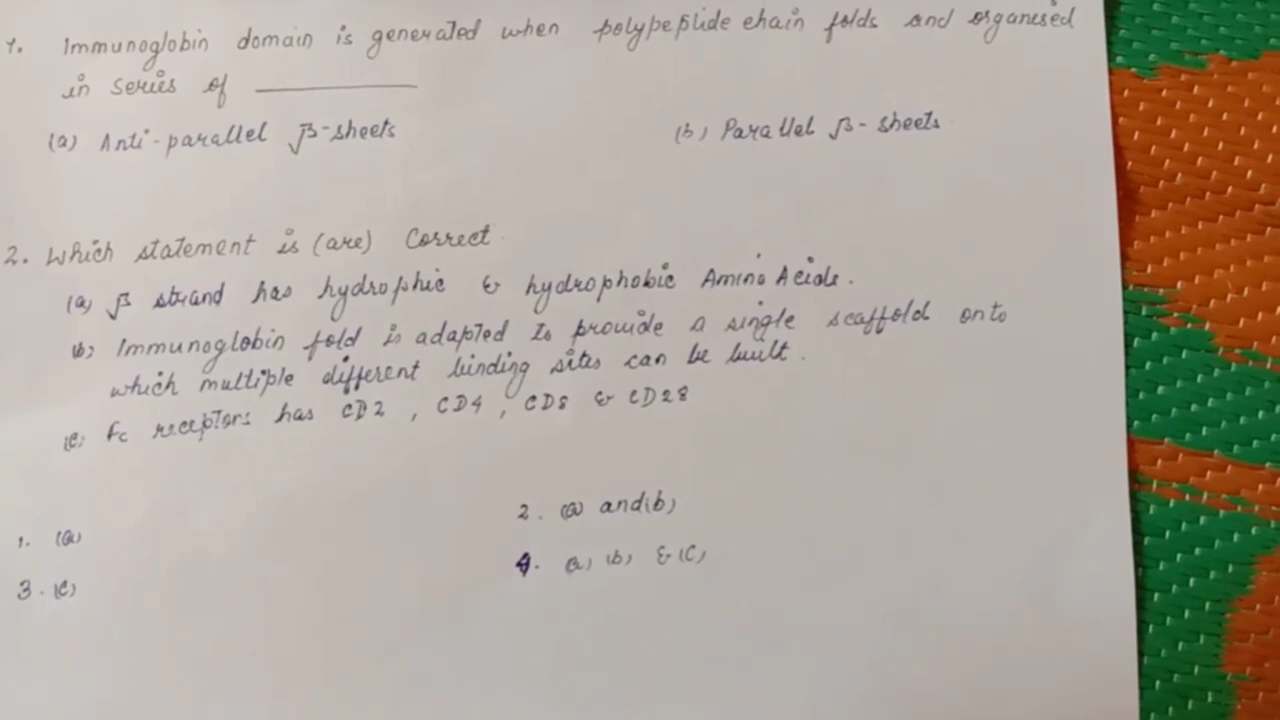 1. Immunoglobin domain is generated when polypeptide chain folds and organised
in series of ________
(a) Anti-parallel β-sheets (b) Parallel β-sheets
2. Which statement is (are) Correct
(a) β strand has hydrophic & hydrophobic Amino Acids.
(b) Immunoglobin fold is adapted to provide a single scaffold onto
which multiple different binding sites can be built.
(c) Fc receptors has CD2, CD4, CD8 & CD28
1. (a) 2. (a) and (b)
3. (c) 4. a) (b) & (c)